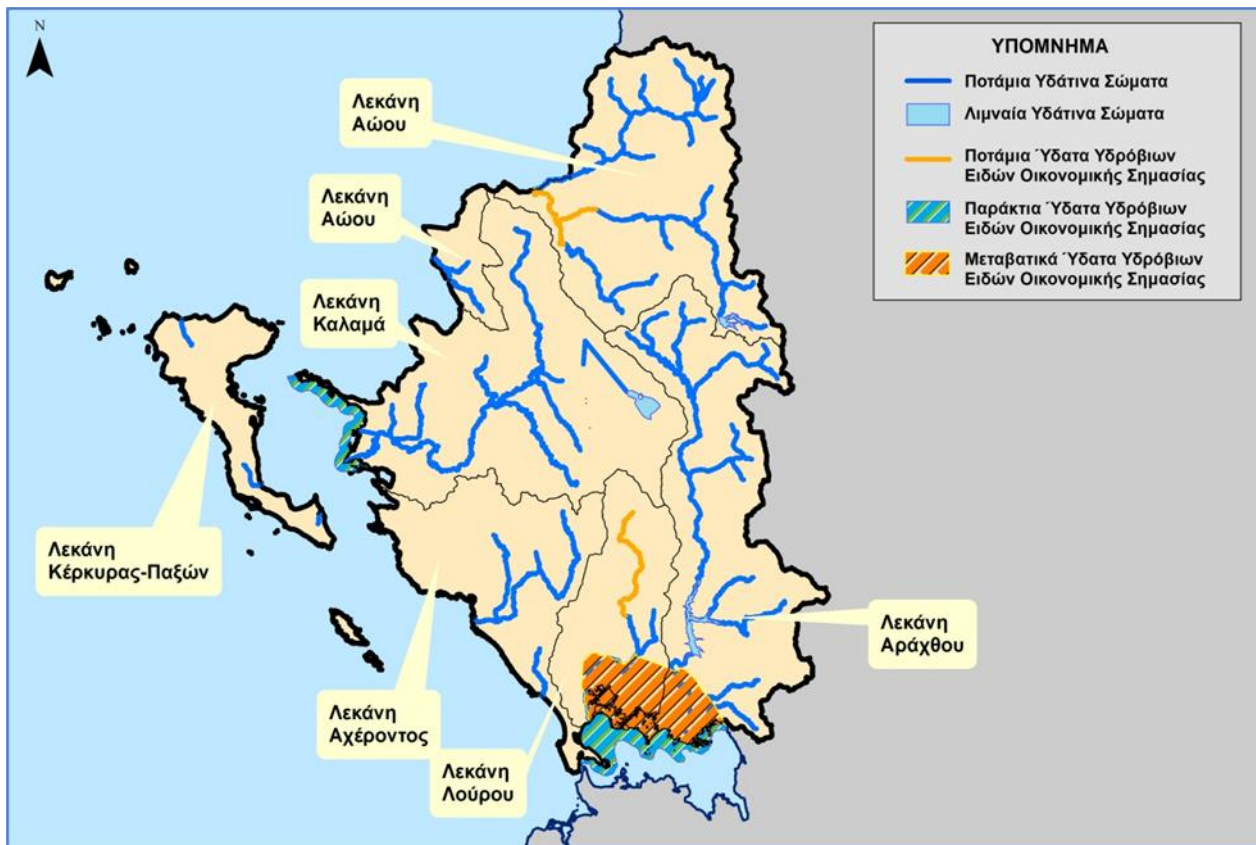 N
ΥΠΟΜΝΗΜΑ
Ποτάμια Υδάτινα Σώματα
Λιμναία Υδάτινα Σώματα
Ποτάμια Ύδατα Υδρόβιων
Ειδών Οικονομικής Σημασίας
Παράκτια Ύδατα Υδρόβιων
Ειδών Οικονομικής Σημασίας
Μεταβατικά Ύδατα Υδρόβιων
Ειδών Οικονομικής Σημασίας
Λεκάνη
Αώου
Λεκάνη
Αώου
Λεκάνη
Καλαμά
Λεκάνη
Κέρκυρας-Παξών
Λεκάνη
Αράχθου
Λεκάνη
Αχέροντος
Λεκάνη
Λούρου